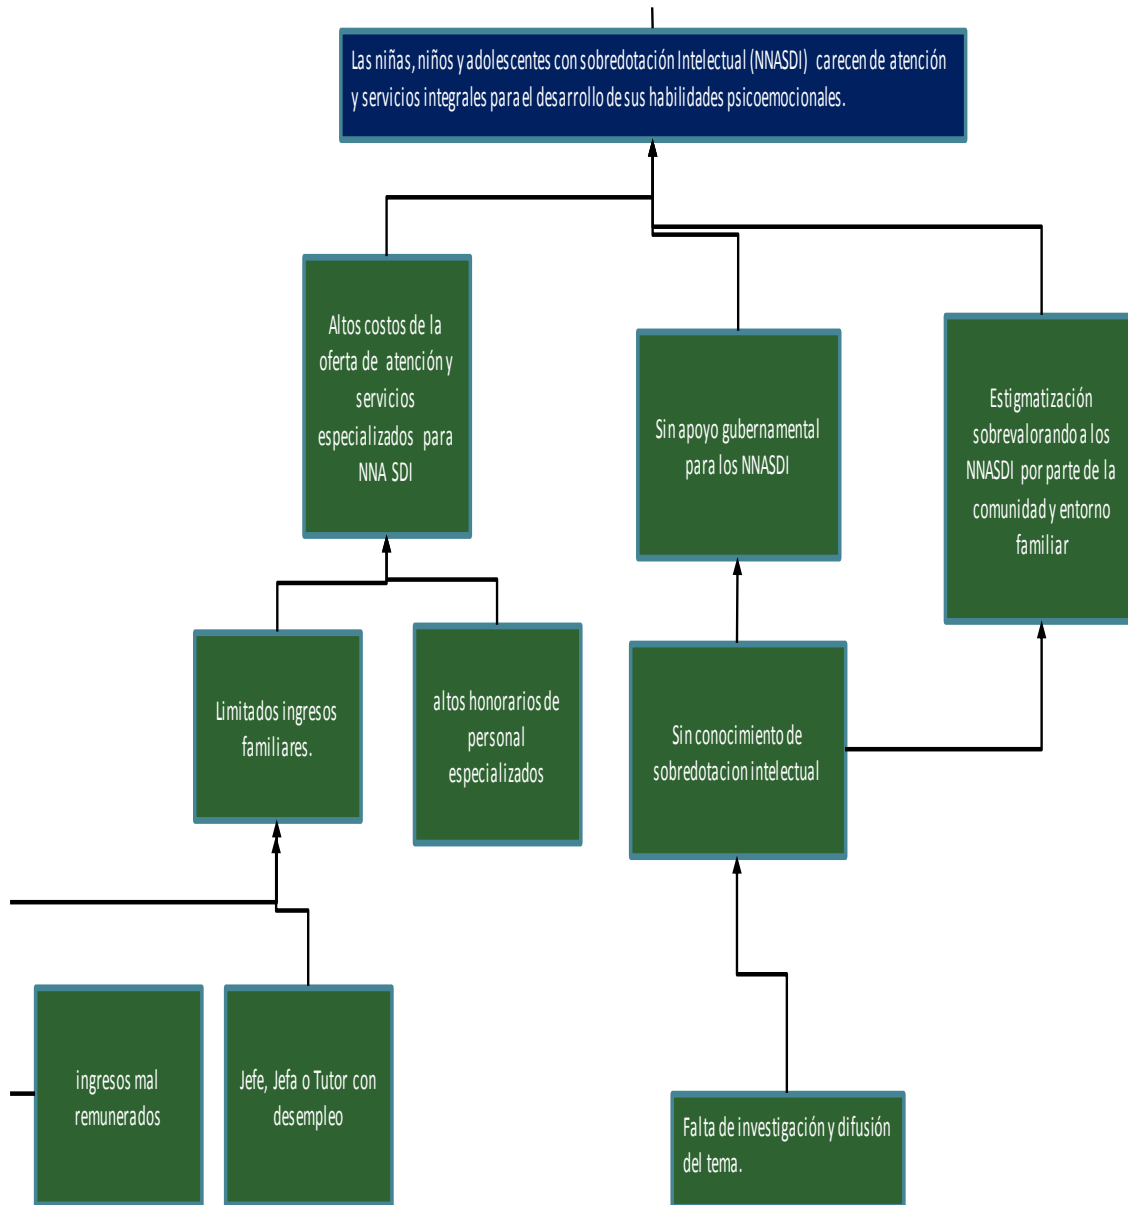 Las niñas, niños y adolescentes con sobredotación Intelectual (NNASDI) carecen de atención
y servicios integrales para el desarrollo de sus habilidades psicoemocionales.
Altos costos de la
oferta de atención y
servicios
especializados para
NNA SDI
Sin apoyo gubernamental
para los NNASDI
Estigmatización
sobrevalorando a los
NNASDI por parte de la
comunidad y entorno
familiar
Limitados ingresos
familiares.
altos honorarios de
personal
especializados
Sin conocimiento de
sobredotacion intelectual
ingresos mal
remunerados
Jefe, Jefa o Tutor con
desempleo
Falta de investigación y difusión
del tema.